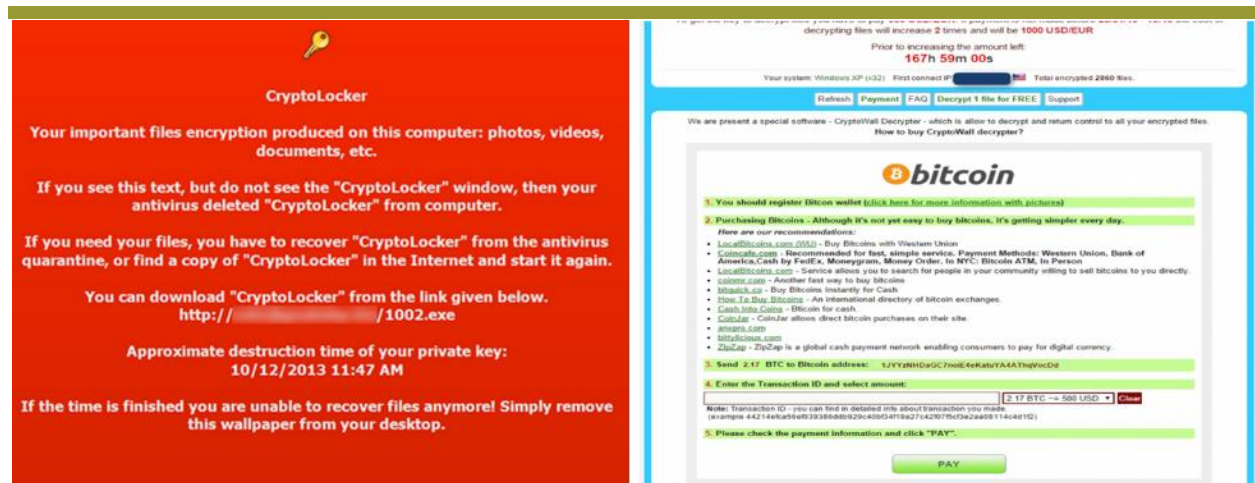 CryptoLocker
Your important files encryption produced on this computer: photos, videos,
documents, etc.
If you see this text, but do not see the "CryptoLocker" window, then your
antivirus deleted "CryptoLocker" from computer.
If you need your files, you have to recover "CryptoLocker" from the antivirus
quarantine, or find a copy of "CryptoLocker" in the Internet and start it again.
You can download "CryptoLocker" from the link given below.
http:// /1002.exe
Approximate destruction time of your private key:
10/12/2013 11:47 AM
If the time is finished you are unable to recover files anymore! Simply remove
this wallpaper from your desktop.
decrypting files will increase 2 times and will be 1000 USD/EUR
Prior to increasing the amount left:
167h 59m 00s
Your system: Windows XP (x32) First connect IP: Total encrypted 2860 files.
Refresh Payment FAQ Decrypt 1 file for FREE Support
We are present a special software - CryptoWall Decrypter - which is allow to decrypt and return control to all your encrypted files.
How to buy CryptoWall decrypter?
bitcoin
1. You should register Bitcon wallet (click here for more information with pictures)
2. Purchasing Bitcoins - Although it's not yet easy to buy bitcoins, it's getting simpler every day.
Here are our recommendations:
• LocalBitcoins.com (WU) - Buy Bitcoins with Western Union
• Coincafe.com - Recommended for fast, simple service. Payment Methods: Western Union, Bank of
America, Cash by FedEx, Moneygram, Money Order. In NYC: Bitcoin ATM, In Person
• LocalBitcoins.com - Service allows you to search for people in your community willing to sell bitcoins to you directly.
• coinmr.com - Another fast way to buy bitcoins
• bitquick.co - Buy Bitcoins Instantly for Cash
• How To Buy Bitcoins - An international directory of bitcoin exchanges.
• Cash Into Coins - Bitcoin for cash.
• CoinJar - CoinJar allows direct bitcoin purchases on their site
• anxpro.com
• bittylicious.com
• ZipZap - ZipZap is a global cash payment network enabling consumers to pay for digital currency.
3. Send 2.17 BTC to Bitcoin address:
4. Enter the Transaction ID and select amount:
2.17 BTC ~= 500 USD Clear
Note: Transaction ID - you can find in detailed info about transaction you made.
5. Please check the payment information and click "PAY".
PAY